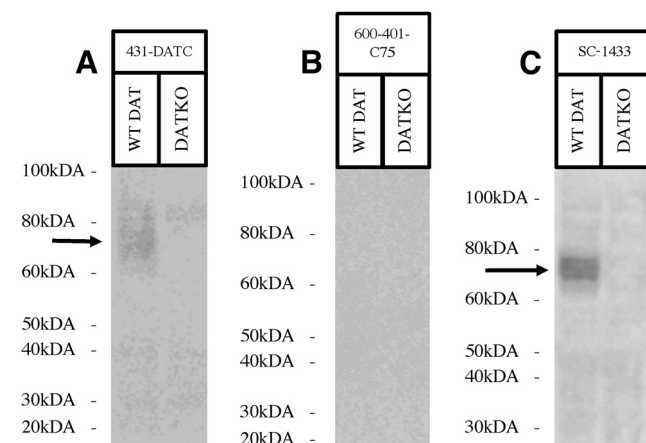 A
431-DATC
WT DAT
DATKO
100kDA -
80kDA -
60kDA -
50kDA -
40kDA -
30kDA -
20kDA -
B
600-401-
C75
WT DAT
DATKO
100kDA -
80kDA -
60kDA -
50kDA -
40kDA -
30kDA -
20kDA -
C
SC-1433
WT DAT
DATKO
100kDA -
80kDA -
60kDA -
50kDA -
40kDA -
30kDA -